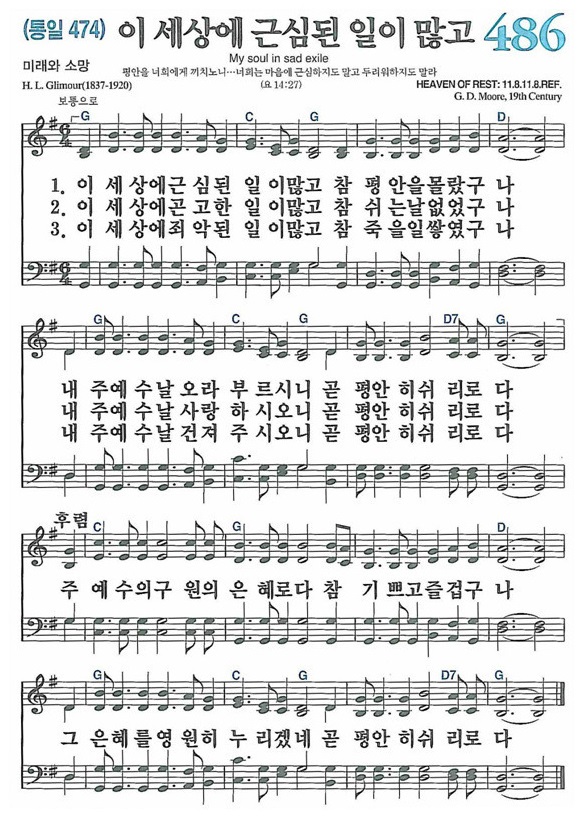 (통일 474) 이 세상에 근심된 일이 많고 486
My soul in sad exile
미래와 소망
평안을 너희에게 끼치노니…너희는 마음에 근심하지도 말고 두려워하지도 말라
H. L. Glimour(1837-1920) (요 14:27) HEAVEN OF REST: 11.8.11.8.REF.
보통으로 G. D. Moore, 19th Century
G C G D
1. 이 세 상에근 심된 일 이많고 참 평 안을몰랐구 나
2. 이 세 상에곤 고한 일 이많고 참 쉬 는날없었구 나
3. 이 세 상에죄 악된 일 이많고 참 죽 을일쌓였구 나
G C G D7 G
내 주예 수날 오라 부 르시니 곧 평안 히쉬 리로 다
내 주예 수날 사랑 하 시오니 곧 평안 히쉬 리로 다
내 주예 수날 건져 주 시오니 곧 평안 히쉬 리로 다
후렴 C G D
주 예 수의구 원의 은 혜로다 참 기 쁘고즐겁구 나
G C G D7 G
그 은혜 를영 원히 누 리겠네 곧 평안 히쉬 리로 다